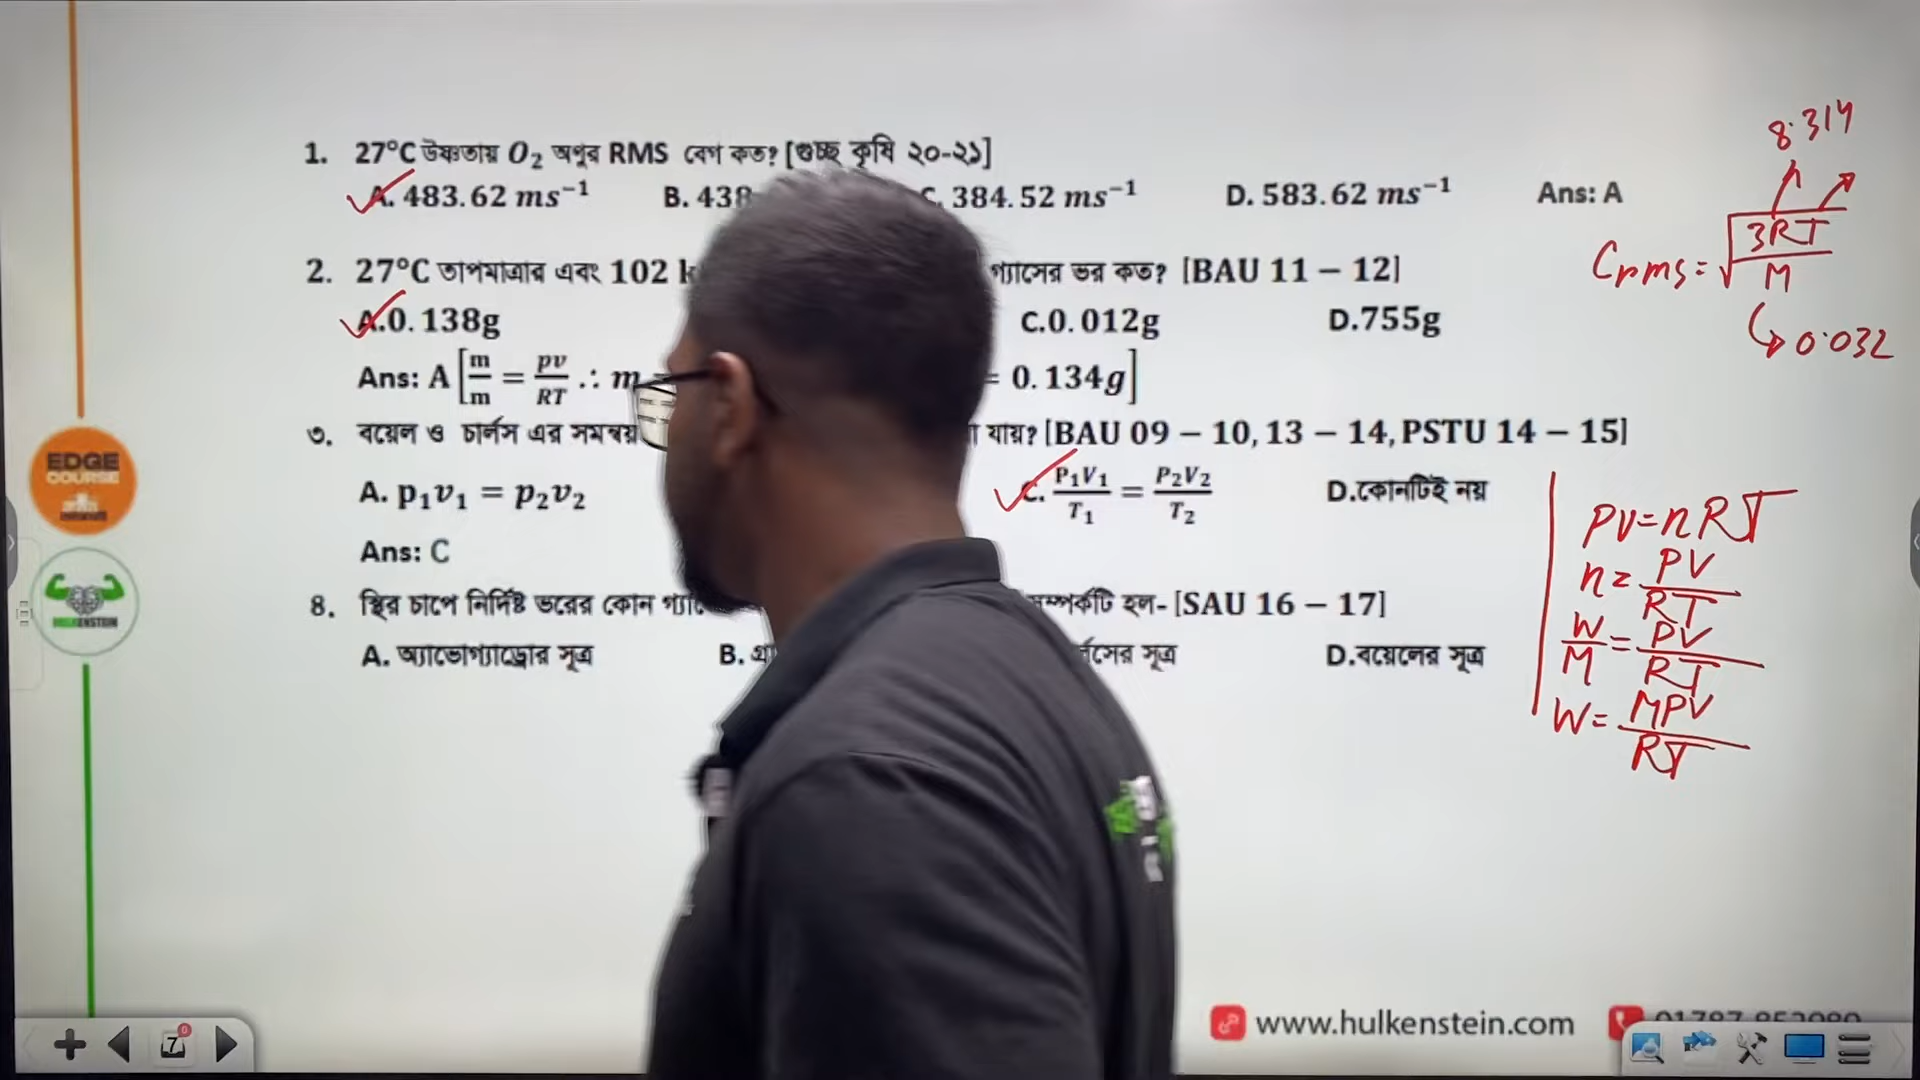 1. 27°C উষ্ণতায় O₂ অণুর RMS বেগ কত? [গুচ্ছ কৃষি ২০-২১]
A. 483.62 ms⁻¹ B. 438 C. 384.52 ms⁻¹ D. 583.62 ms⁻¹ Ans: A
2. 27°C তাপমাত্রার এবং 102 k গ্যাসের ভর কত? [BAU 11 – 12]
A.0.138g C.0.012g D.755g
Ans: A [m/m = pv/RT ∴ m = 0.134g]
৩. বয়েল ও চার্লস এর সমন্বয় যায়? [BAU 09 – 10, 13 – 14, PSTU 14 – 15]
A. p₁v₁ = p₂v₂ C. P₁V₁/T₁ = P₂V₂/T₂ D.কোনটিই নয়
Ans: C
8. স্থির চাপে নির্দিষ্ট ভরের কোন সম্পর্কটি হল- [SAU 16 – 17]
A. অ্যাভোগ্যাড্রোর সূত্র B. সূত্র D.বয়েলের সূত্র
8.314
Crms = √3RT/M
0.032
PV=nRT
n= PV/RT
W/M = PV/RT
W= MPV/RT
EDGE
COURSE
HULKENSTEIN
7
0
www.hulkenstein.com